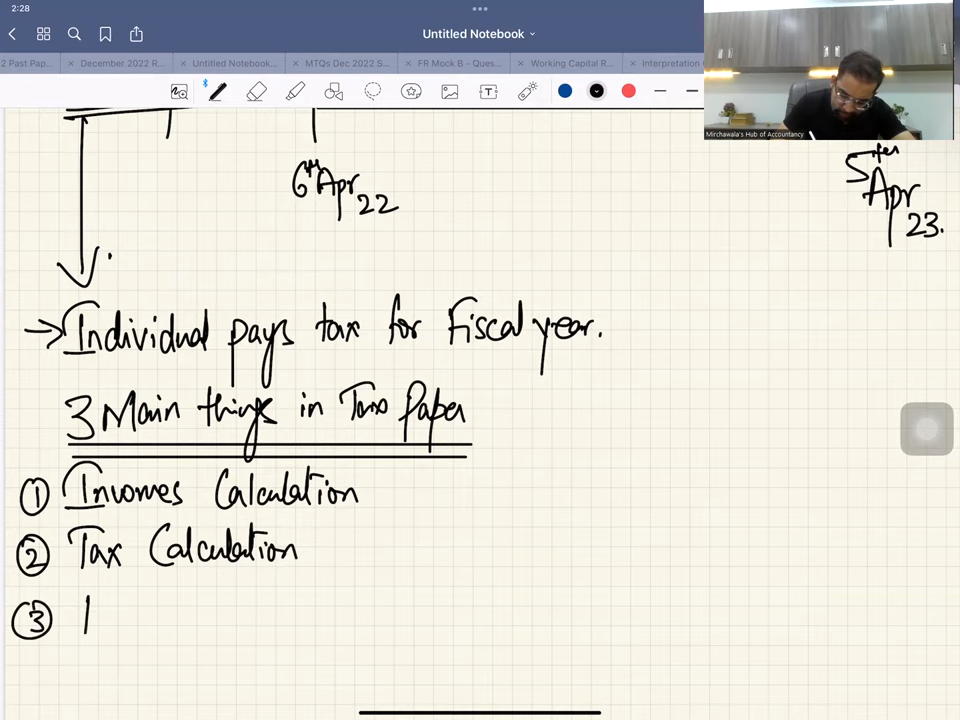 2:28
Untitled Notebook
2 Past Pap...
× December 2022 R...
× Untitled Notebook...
× MTQs Dec 2022 S...
× FR Mock B - Ques...
× Working Capital R...
× Interpretation
Mirchawala's Hub of Accountancy
6th Apr 22
5th Apr 23.
→ Individual pays tax for Fiscal year.
3 Main things in Tax Paper
① Incomes Calculation
② Tax Calculation
③